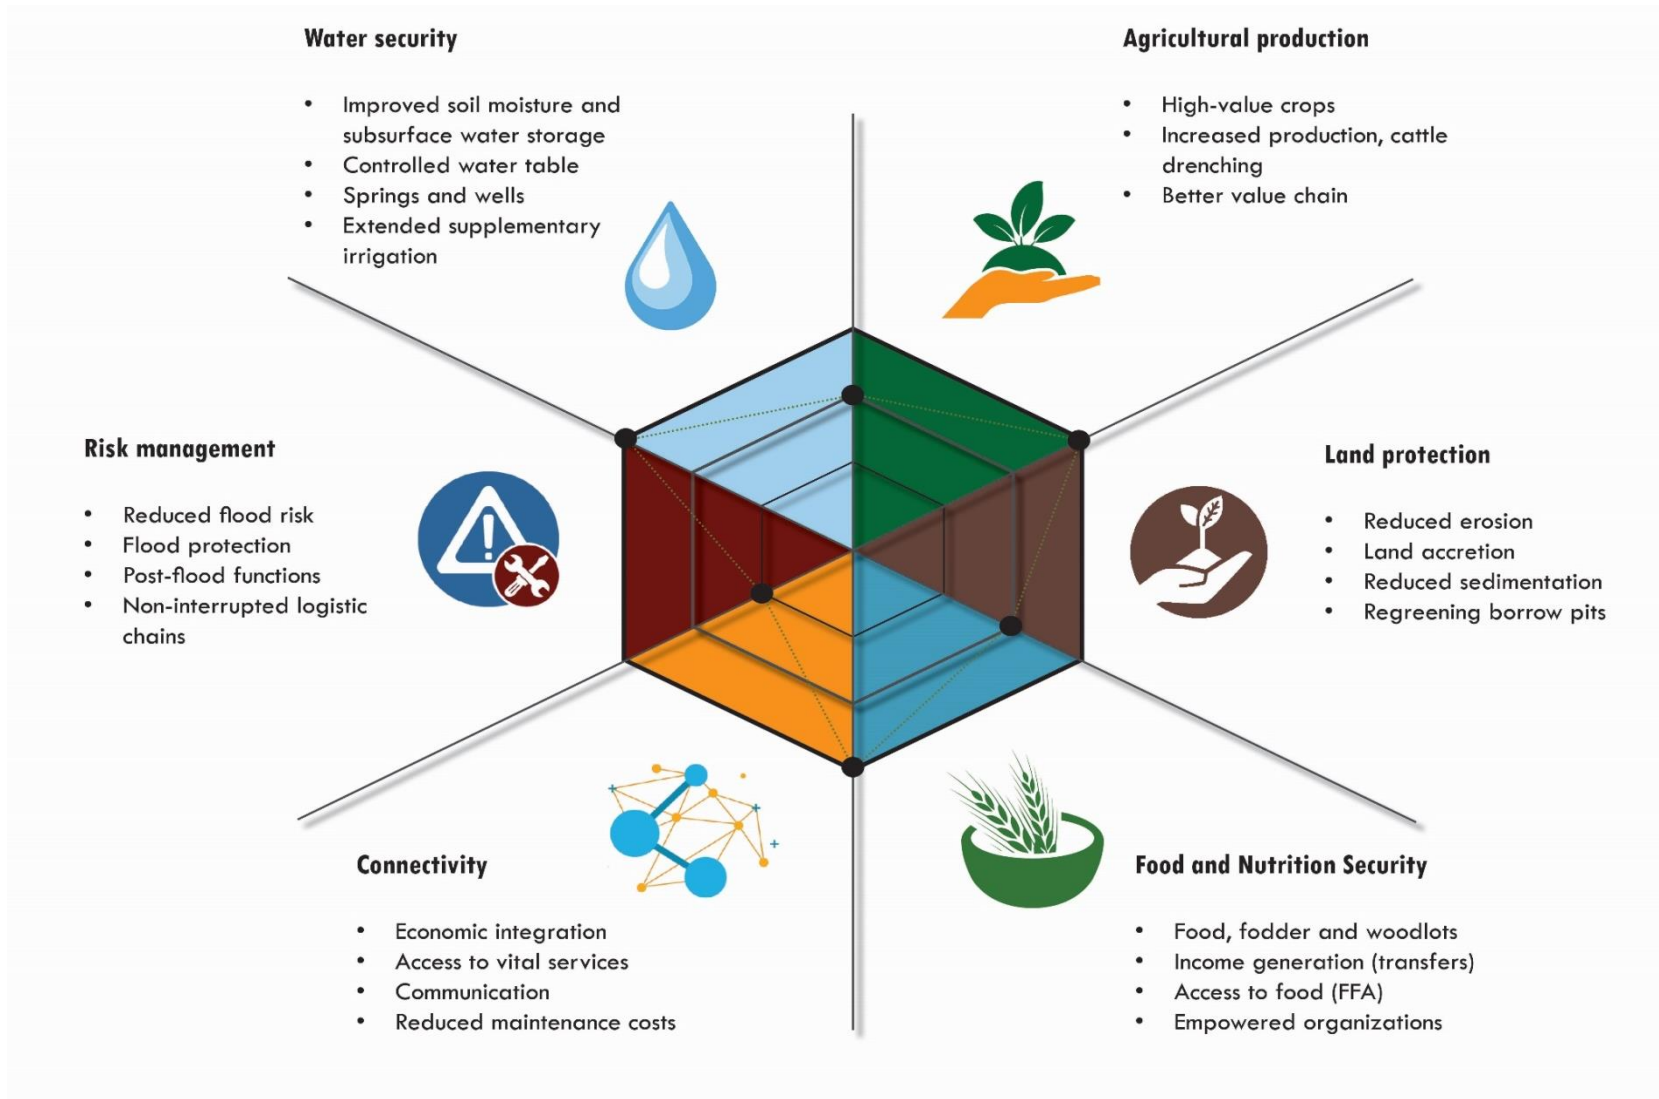 Water security
• Improved soil moisture and
subsurface water storage
• Controlled water table
• Springs and wells
• Extended supplementary
irrigation
Agricultural production
• High-value crops
• Increased production, cattle
drenching
• Better value chain
Risk management
• Reduced flood risk
• Flood protection
• Post-flood functions
• Non-interrupted logistic
chains
Land protection
• Reduced erosion
• Land accretion
• Reduced sedimentation
• Regreening borrow pits
Connectivity
• Economic integration
• Access to vital services
• Communication
• Reduced maintenance costs
Food and Nutrition Security
• Food, fodder and woodlots
• Income generation (transfers)
• Access to food (FFA)
• Empowered organizations